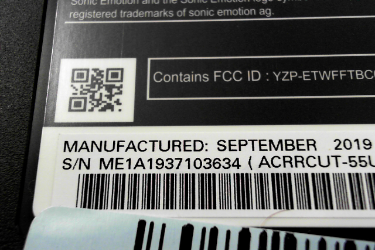 Sonic Emotion and the Sonic Emotion logo
registered trademarks of sonic emotion ag.
Contains FCC ID : YZP-ETWFFTBC
MANUFACTURED: SEPTEMBER 2019
S/N ME1A1937103634 ( ACRRCUT-55U